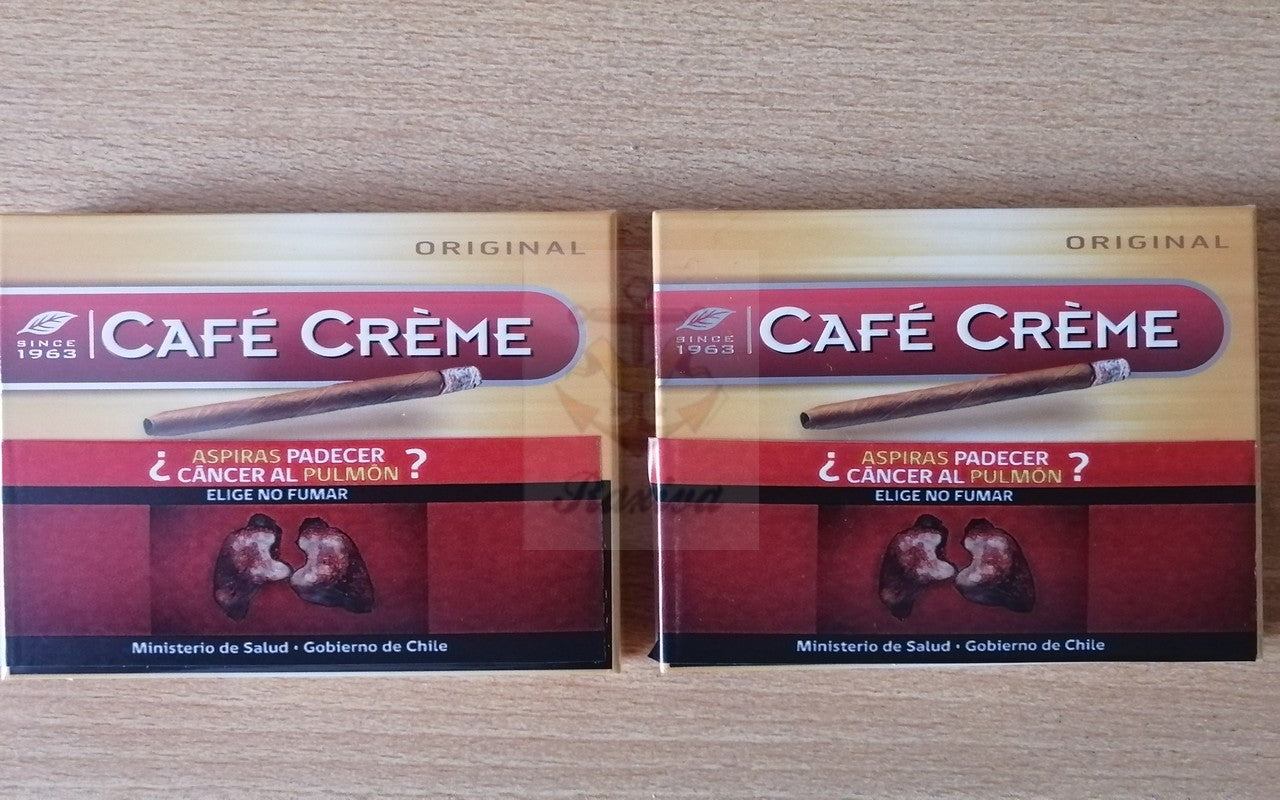 ORIGINAL
CAFÉ CRÈME
SINCE
1963
¿ ASPIRAS PADECER
CÁNCER AL PULMÓN ?
ELIGE NO FUMAR
Ministerio de Salud • Gobierno de Chile
ORIGINAL
CAFÉ CRÈME
SINCE
1963
¿ ASPIRAS PADECER
CÁNCER AL PULMÓN ?
ELIGE NO FUMAR
Ministerio de Salud • Gobierno de Chile